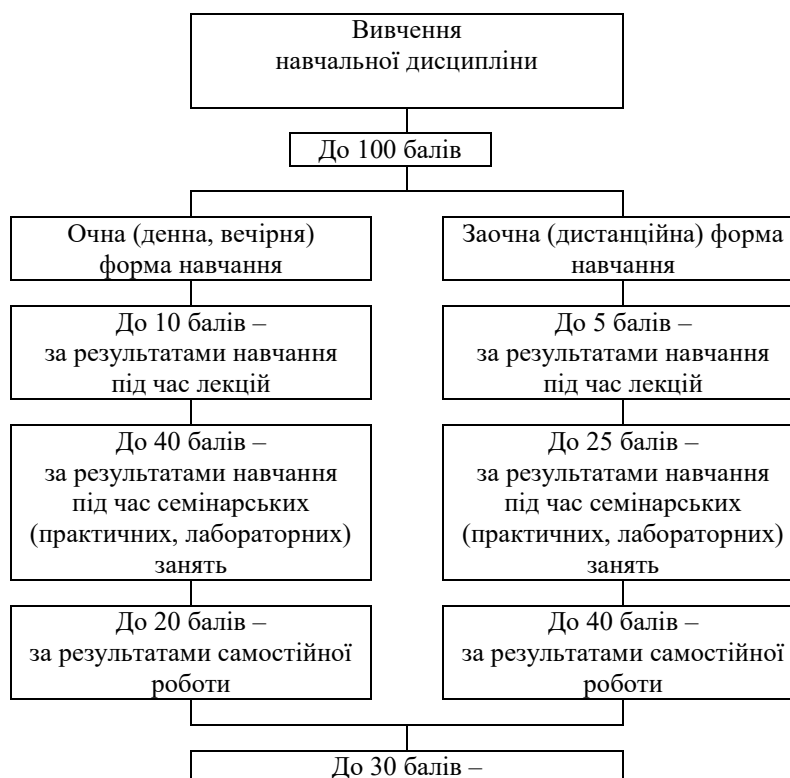 Вивчення
навчальної дисципліни
До 100 балів
Очна (денна, вечірня)
форма навчання
До 10 балів –
за результатами навчання
під час лекцій
До 40 балів –
за результатами навчання
під час семінарських
(практичних, лабораторних)
занять
До 20 балів –
за результатами самостійної
роботи
Заочна (дистанційна) форма
навчання
До 5 балів –
за результатами навчання
під час лекцій
До 25 балів –
за результатами навчання
під час семінарських
(практичних, лабораторних)
занять
До 40 балів –
за результатами самостійної
роботи
До 30 балів –